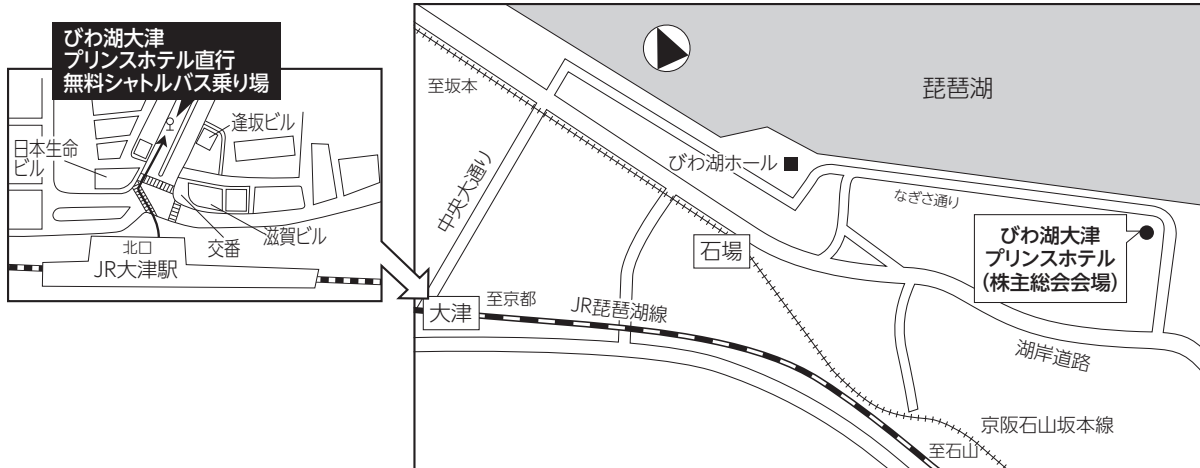 びわ湖大津
プリンスホテル直行
無料シャトルバス乗り場
逢坂ビル
日本生命
ビル
滋賀ビル
交番
北口
JR大津駅
琵琶湖
至坂本
びわ湖ホール
なぎさ通り
中央大通り
石場
びわ湖大津
プリンスホテル
(株主総会会場)
大津
至京都
JR琵琶湖線
湖岸道路
京阪石山坂本線
至石山